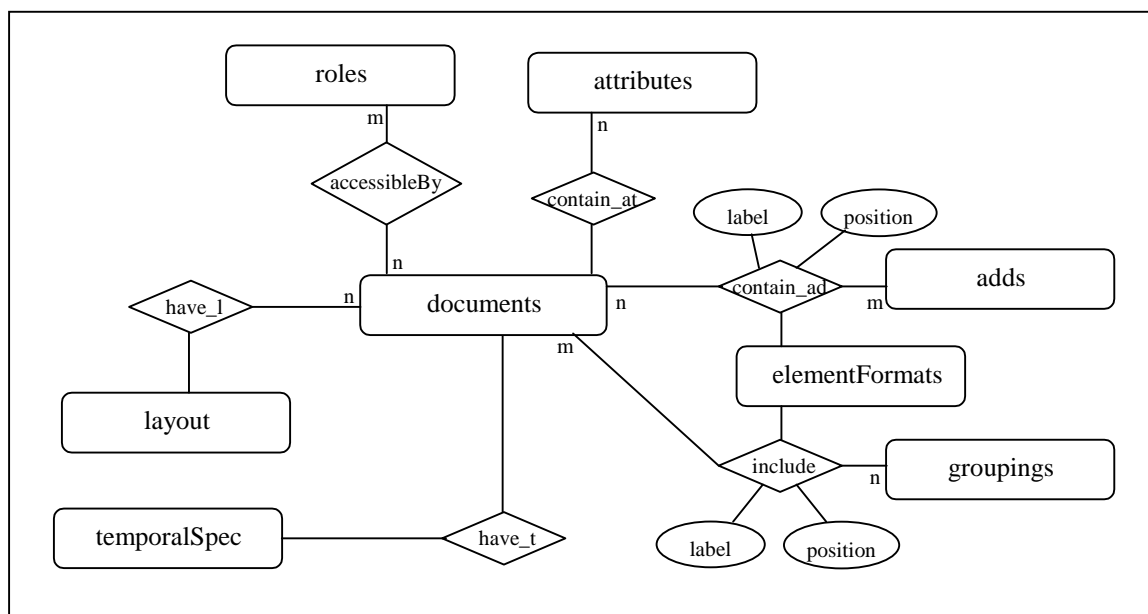 roles
attributes
m
n
accessibleBy
contain_at
label
position
n
n
have_l
documents
n
contain_ad
m
adds
m
elementFormats
layout
include
n
groupings
temporalSpec
have_t
label
position